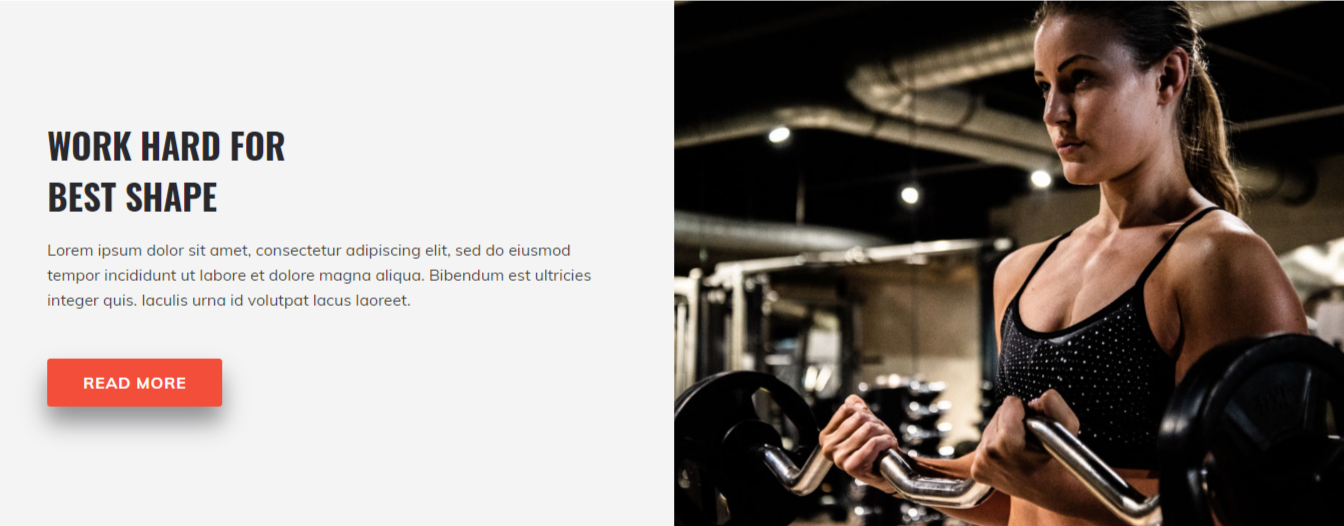 WORK HARD FOR
BEST SHAPE
Lorem ipsum dolor sit amet, consectetur adipiscing elit, sed do eiusmod
tempor incididunt ut labore et dolore magna aliqua. Bibendum est ultricies
integer quis. Iaculis urna id volutpat lacus laoreet.
READ MORE